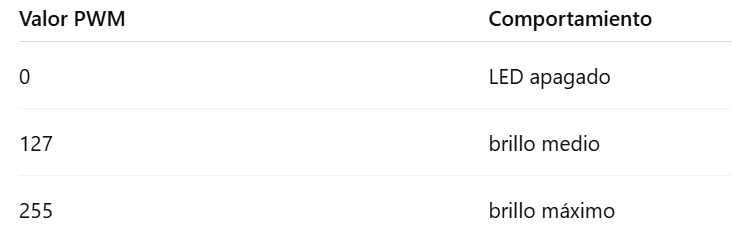 Valor PWM Comportamiento
0 LED apagado
127 brillo medio
255 brillo máximo